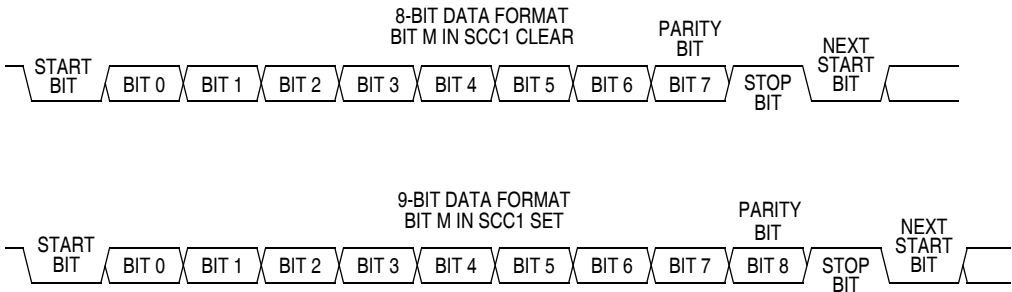 8-BIT DATA FORMAT
BIT M IN SCC1 CLEAR
PARITY
BIT
START
BIT
BIT 0
BIT 1
BIT 2
BIT 3
BIT 4
BIT 5
BIT 6
BIT 7
STOP
BIT
NEXT
START
BIT
9-BIT DATA FORMAT
BIT M IN SCC1 SET
PARITY
BIT
START
BIT
BIT 0
BIT 1
BIT 2
BIT 3
BIT 4
BIT 5
BIT 6
BIT 7
BIT 8
STOP
BIT
NEXT
START
BIT